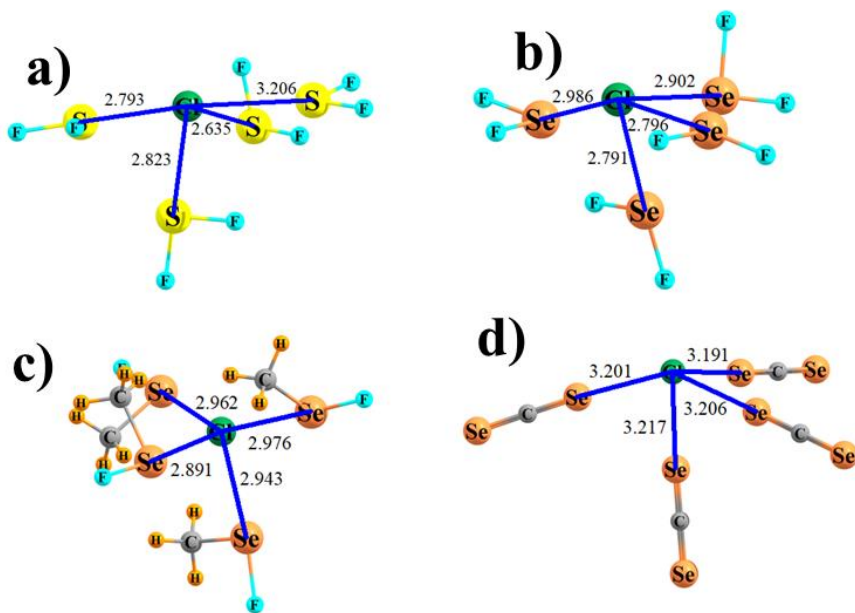 a)
F
2.793
3.206
F
Cl
S
F
S
F
F
S
F
2.635
2.823
S
F
F
b)
F
F
2.986
Cl
2.902
Se
F
F
Se
2.796
Se
F
F
2.791
F
Se
F
c)
H
F
H
H
H
C
Se
H
C
H
F
2.962
Se
H
Cl
2.976
C
H
H
Se
2.891
F
2.943
H
H
C
Se
H
F
d)
3.201
Cl
3.191
Se
C
Se
Se
C
Se
3.206
Se
C
Se
3.217
Se
C
Se